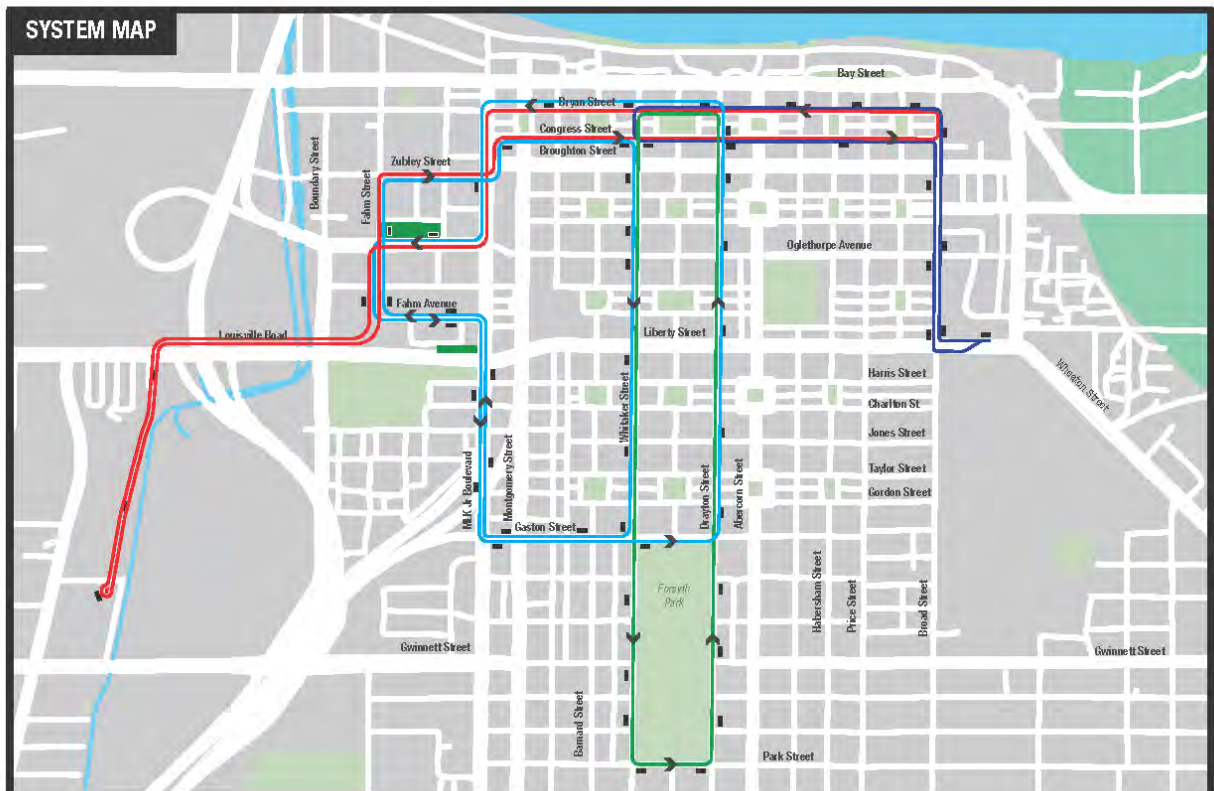 SYSTEM MAP
Bay Street
Bryan Street
Congress Street
Broughton Street
Zubley Street
Boundary Street
Fahm Street
Oglethorpe Avenue
Fahm Avenue
Louisville Road
Liberty Street
Harris Street
Wheaton Street
Charlton St.
Whitaker Street
Jones Street
MLK Jr Boulevard
Montgomery Street
Taylor Street
Drayton Street
Abercorn Street
Gordon Street
Gaston Street
Forsyth
Park
Habersham Street
Price Street
Broad Street
Gwinnett Street
Gwinnett Street
Barnard Street
Park Street